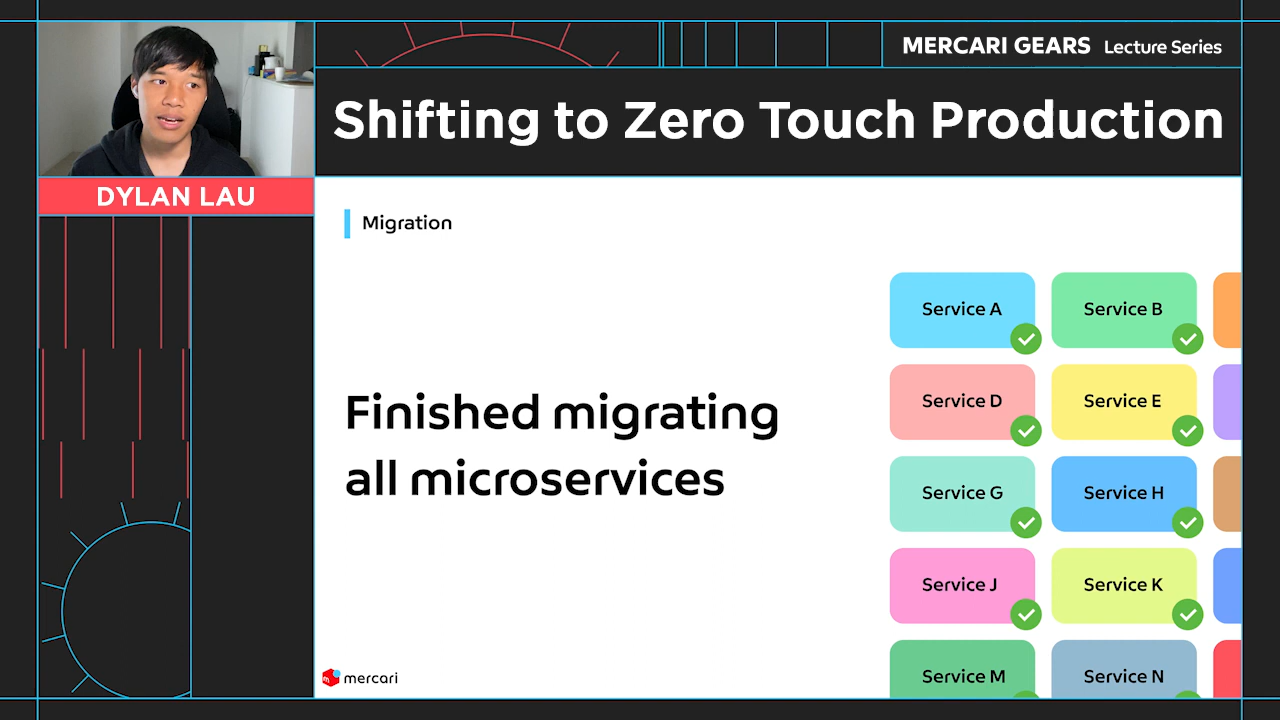 MERCARI GEARS Lecture Series
Shifting to Zero Touch Production
DYLAN LAU
Migration
Finished migrating
all microservices
Service A
Service B
Service D
Service E
Service G
Service H
Service J
Service K
Service M
Service N
mercari